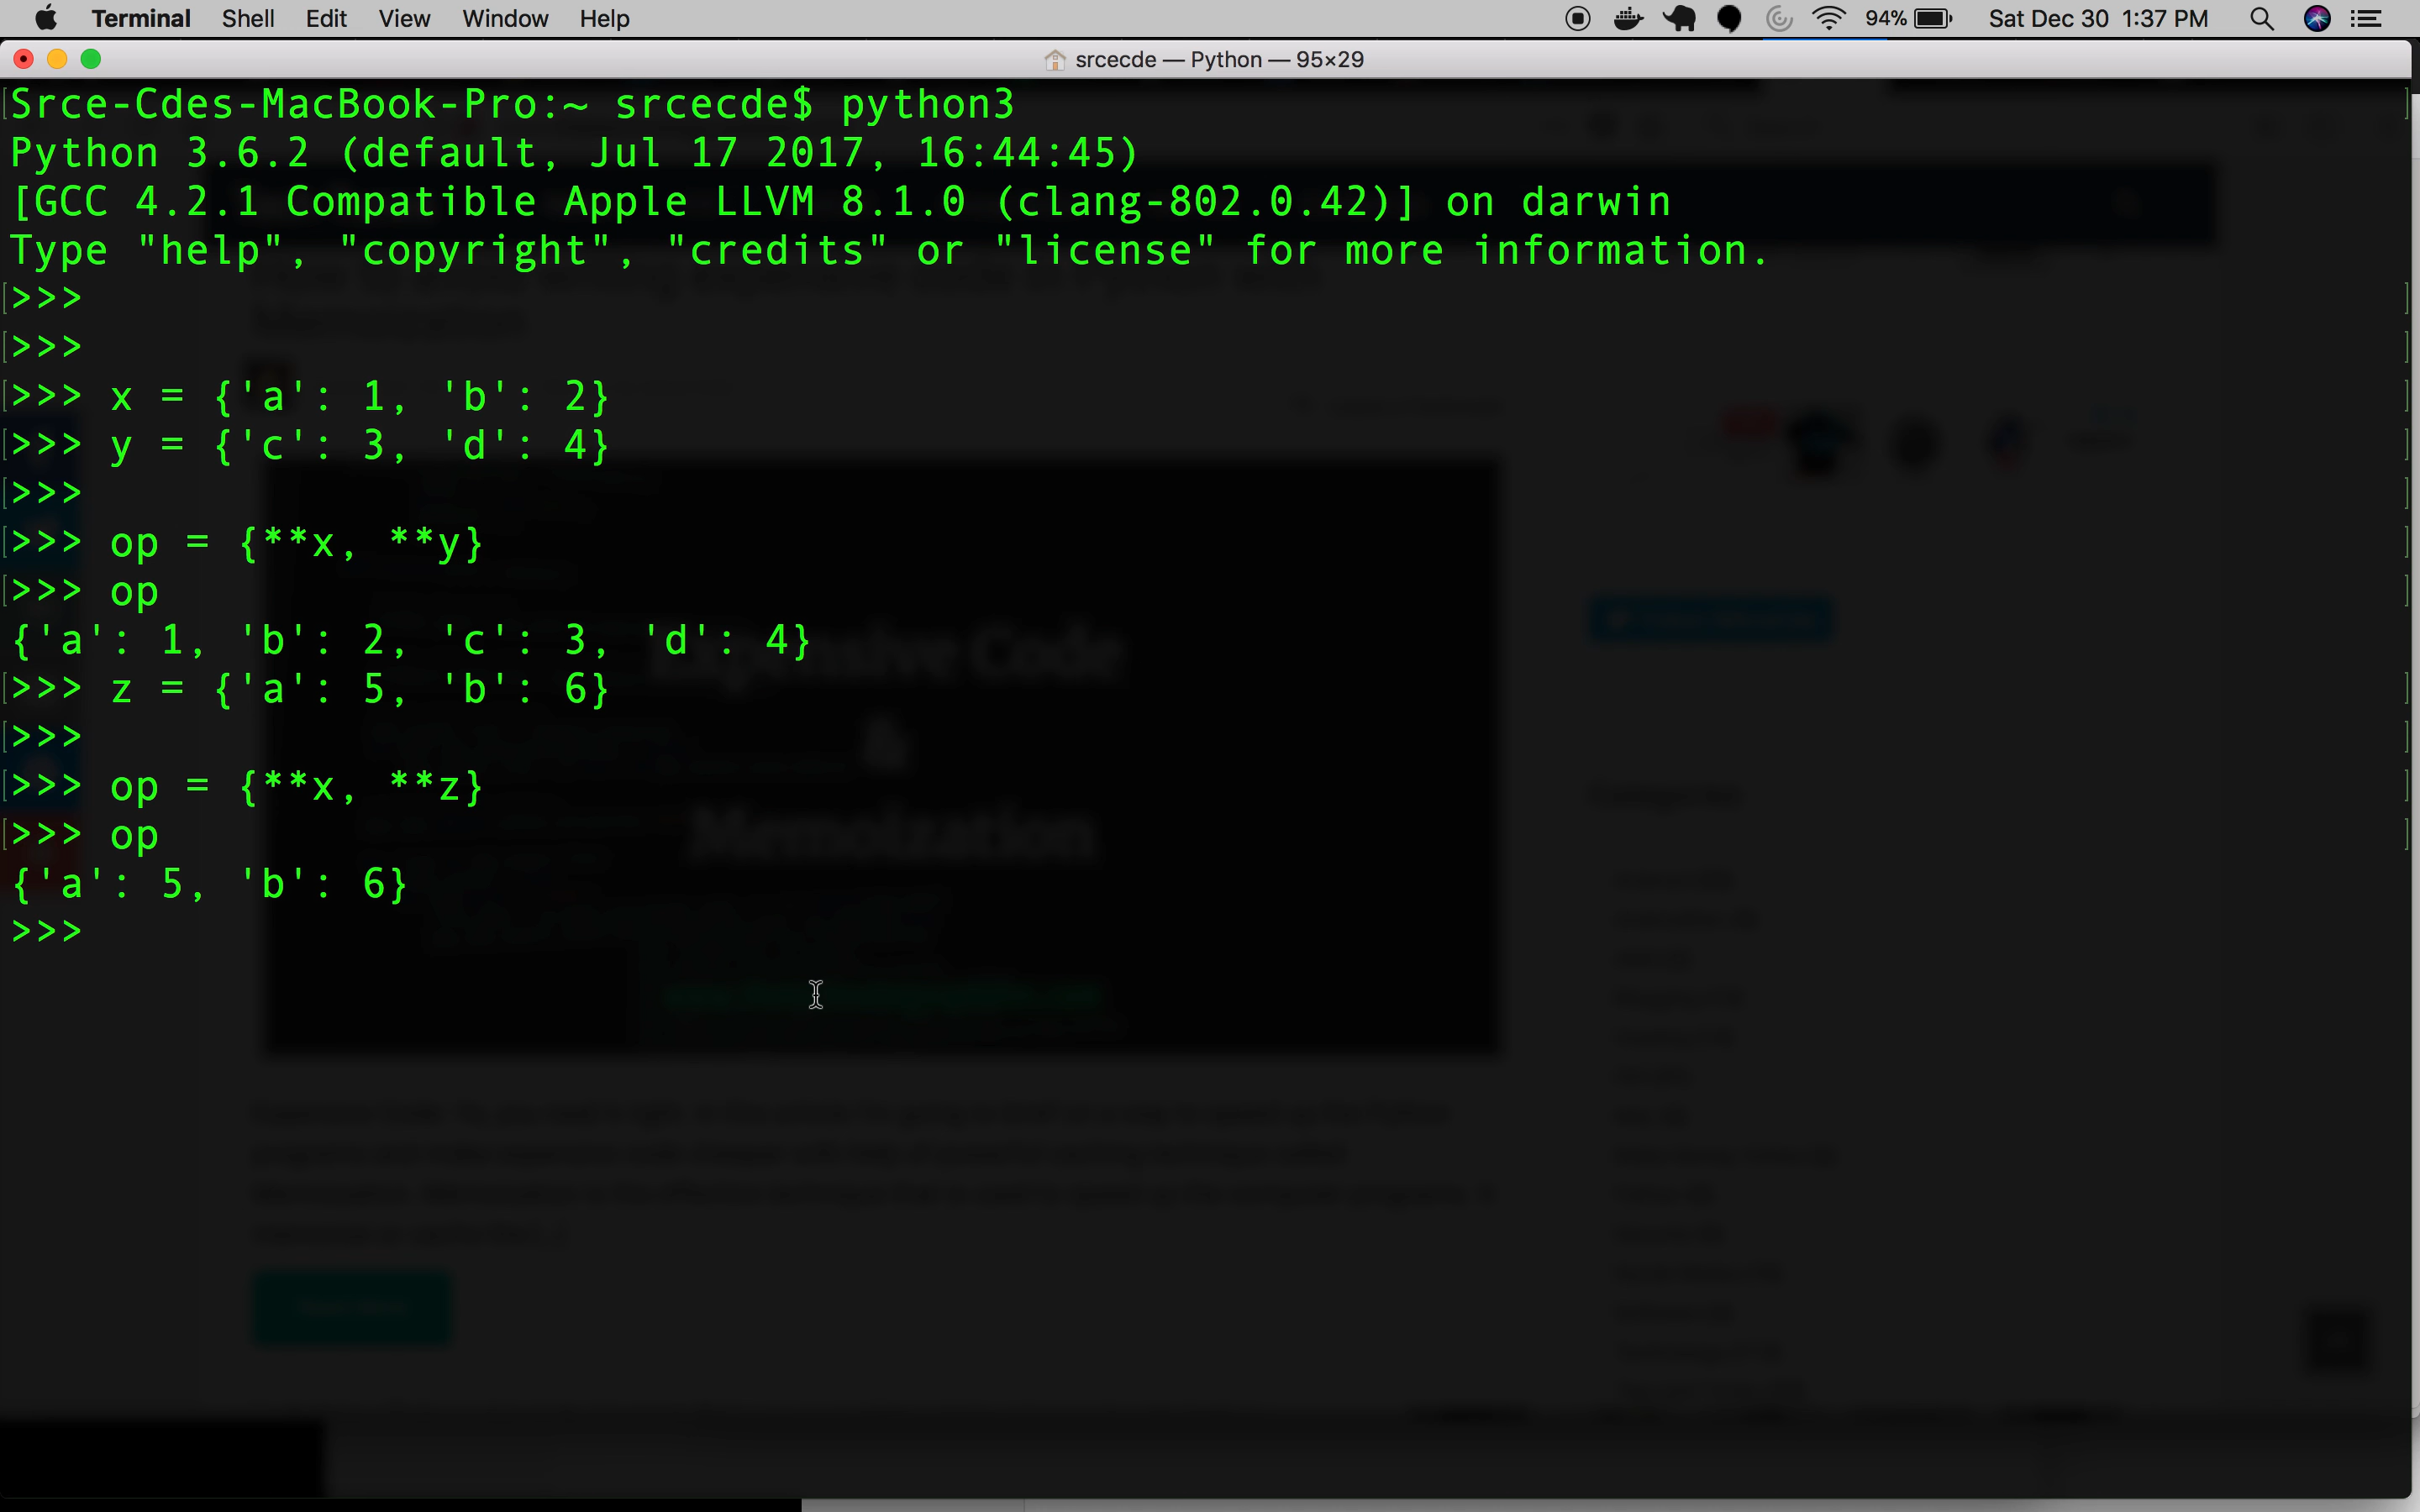 Terminal Shell Edit View Window Help 94% Sat Dec 30 1:37 PM
srcecde — Python — 95×29
Srce-Cdes-MacBook-Pro:~ srcecde$ python3
Python 3.6.2 (default, Jul 17 2017, 16:44:45)
[GCC 4.2.1 Compatible Apple LLVM 8.1.0 (clang-802.0.42)] on darwin
Type "help", "copyright", "credits" or "license" for more information.
>>>
>>>
>>> x = {'a': 1, 'b': 2}
>>> y = {'c': 3, 'd': 4}
>>>
>>> op = {**x, **y}
>>> op
{'a': 1, 'b': 2, 'c': 3, 'd': 4}
>>> z = {'a': 5, 'b': 6}
>>>
>>> op = {**x, **z}
>>> op
{'a': 5, 'b': 6}
>>>
Expensive Code
&
Memoization